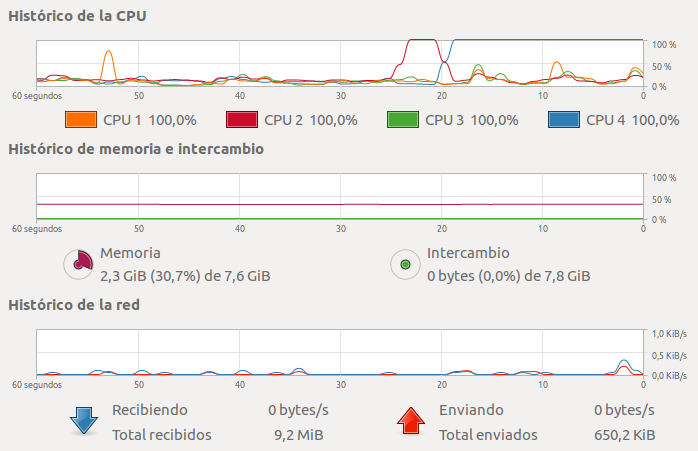 Histórico de la CPU
100 %
50 %
0 %
60 segundos 50 40 30 20 10 0
CPU 1 100,0% CPU 2 100,0% CPU 3 100,0% CPU 4 100,0%
Histórico de memoria e intercambio
100 %
50 %
0 %
60 segundos 50 40 30 20 10 0
Memoria Intercambio
2,3 GiB (30,7%) de 7,6 GiB 0 bytes (0,0%) de 7,8 GiB
Histórico de la red
1,0 KiB/s
0,5 KiB/s
0,0 KiB/s
60 segundos 50 40 30 20 10 0
Recibiendo 0 bytes/s Enviando 0 bytes/s
Total recibidos 9,2 MiB Total enviados 650,2 KiB